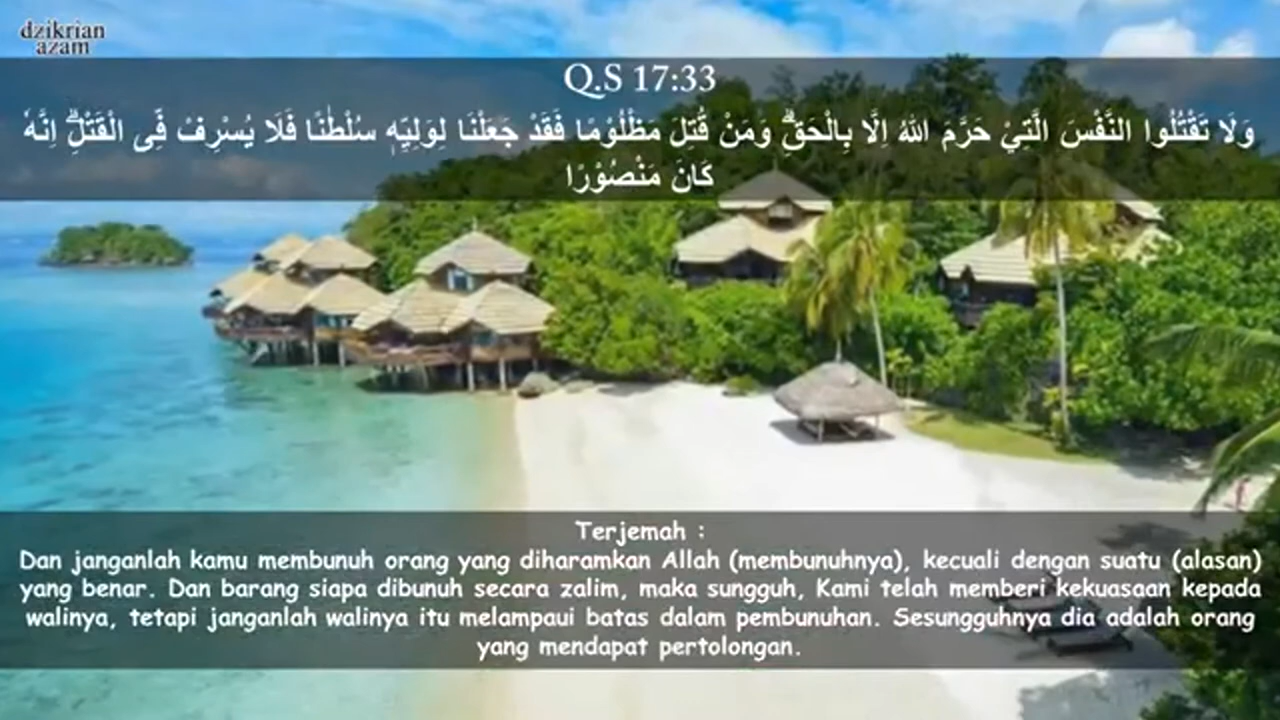 dzikrian
azam
Q.S 17:33
وَلَا تَقْتُلُوا النَّفْسَ الَّتِيْ حَرَّمَ اللّٰهُ اِلَّا بِالْحَقِّۗ وَمَنْ قُتِلَ مَظْلُوْمًا فَقَدْ جَعَلْنَا لِوَلِيِّهٖ سُلْطٰنًا فَلَا يُسْرِفْ فِّى الْقَتْلِۗ اِنَّهٗ
كَانَ مَنْصُوْرًا
Terjemah :
Dan janganlah kamu membunuh orang yang diharamkan Allah (membunuhnya), kecuali dengan suatu (alasan)
yang benar. Dan barang siapa dibunuh secara zalim, maka sungguh, Kami telah memberi kekuasaan kepada
walinya, tetapi janganlah walinya itu melampaui batas dalam pembunuhan. Sesungguhnya dia adalah orang
yang mendapat pertolongan.